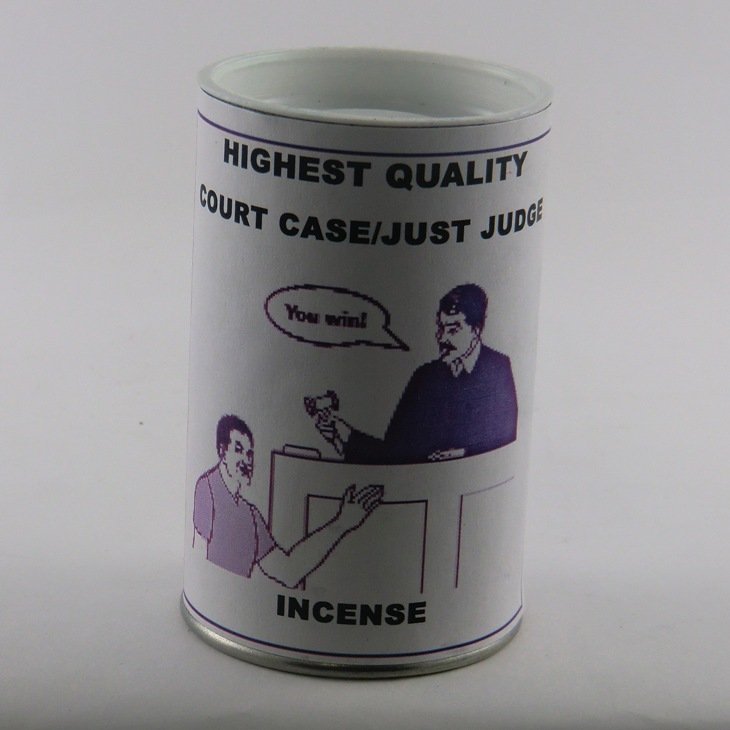 HIGHEST QUALITY
COURT CASE/JUST JUDGE
You win!
INCENSE